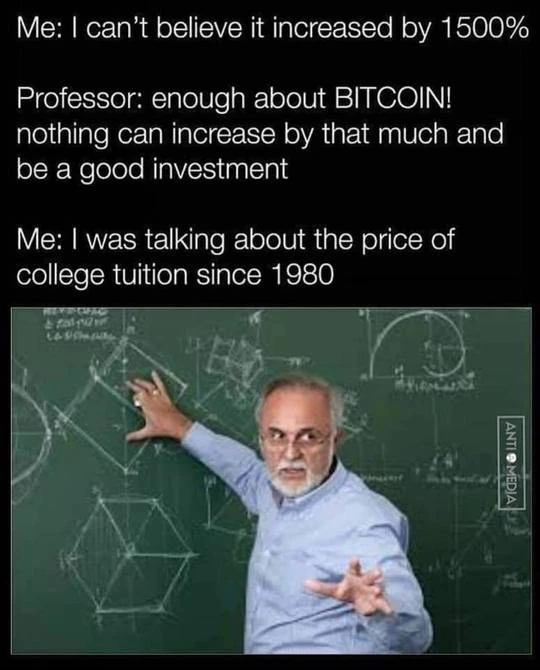 Me: I can't believe it increased by 1500%
Professor: enough about BITCOIN!
nothing can increase by that much and
be a good investment
Me: I was talking about the price of
college tuition since 1980
ANTI MEDIA